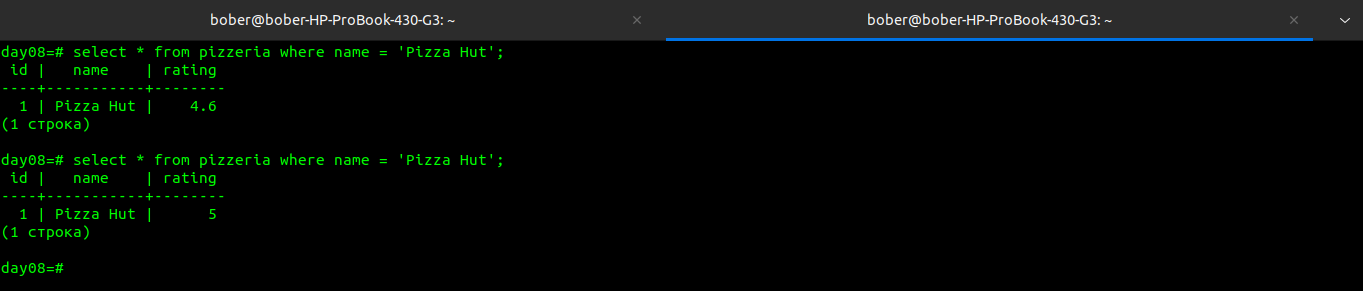 bober@bober-HP-ProBook-430-G3: ~ × bober@bober-HP-ProBook-430-G3: ~ ×
day08=# select * from pizzeria where name = 'Pizza Hut';
 id |   name    | rating
----+-----------+--------
  1 | Pizza Hut |    4.6
(1 строка)

day08=# select * from pizzeria where name = 'Pizza Hut';
 id |   name    | rating
----+-----------+--------
  1 | Pizza Hut |      5
(1 строка)

day08=#